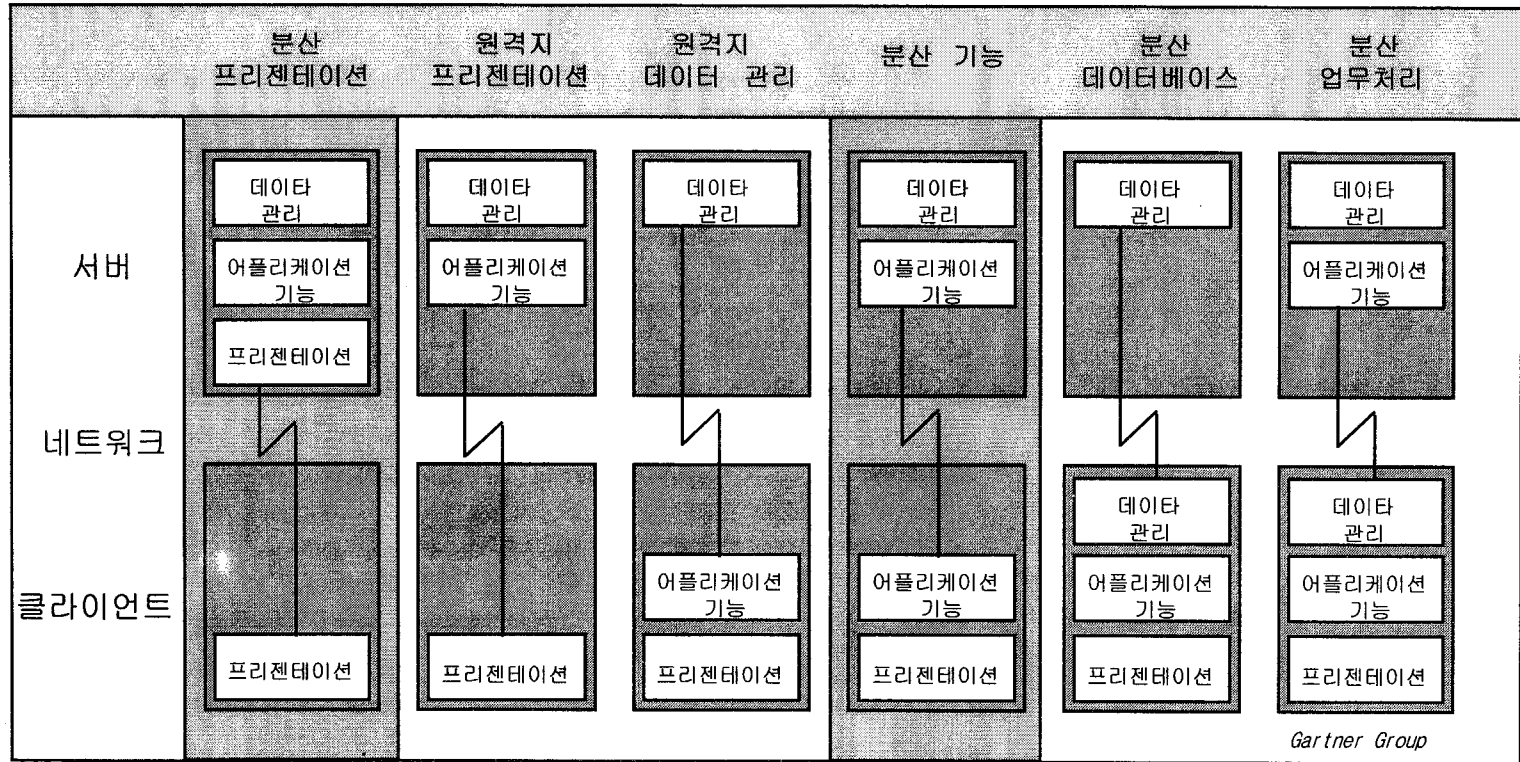 분산
프리젠테이션
원격지
프리젠테이션
원격지
데이터 관리
분산 기능
분산
데이터베이스
분산
업무처리
서버
데이타
관리
어플리케이션
기능
프리젠테이션
데이타
관리
어플리케이션
기능
데이타
관리
데이타
관리
어플리케이션
기능
데이타
관리
데이타
관리
어플리케이션
기능
네트워크
클라이언트
프리젠테이션
프리젠테이션
어플리케이션
기능
프리젠테이션
어플리케이션
기능
프리젠테이션
데이타
관리
어플리케이션
기능
프리젠테이션
데이타
관리
어플리케이션
기능
프리젠테이션
Gartner Group